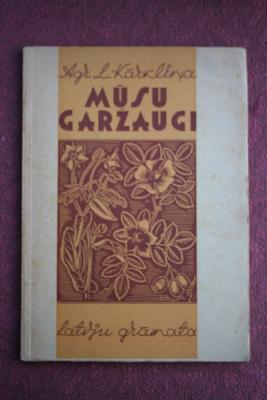 Agr. L. Kārkliņa
MŪSU
GARŽAUGI
Latvju grāmata